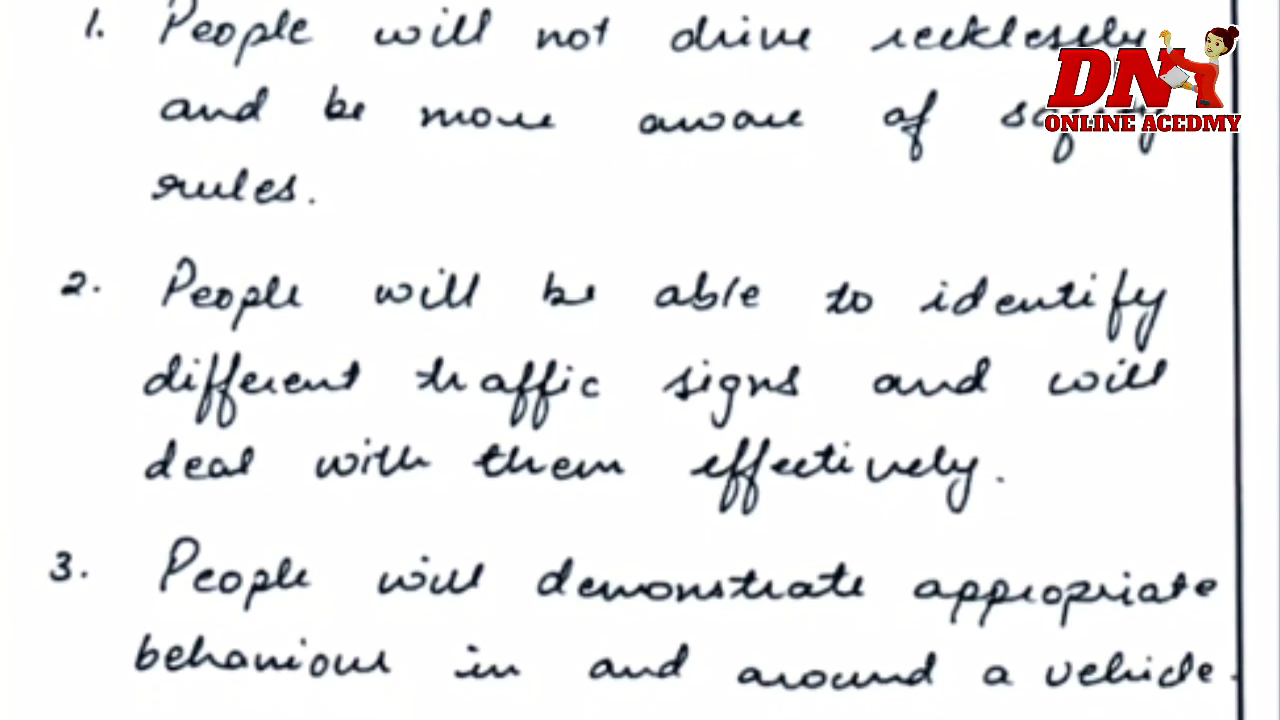 1. People will not drive recklessly
DN
ONLINE ACEDMY
and be more aware of safety
rules.
2. People will be able to identify
different traffic signs and will
deal with them effectively.
3. People will demonstrate appropriate
behaviour in and around a vehicle.